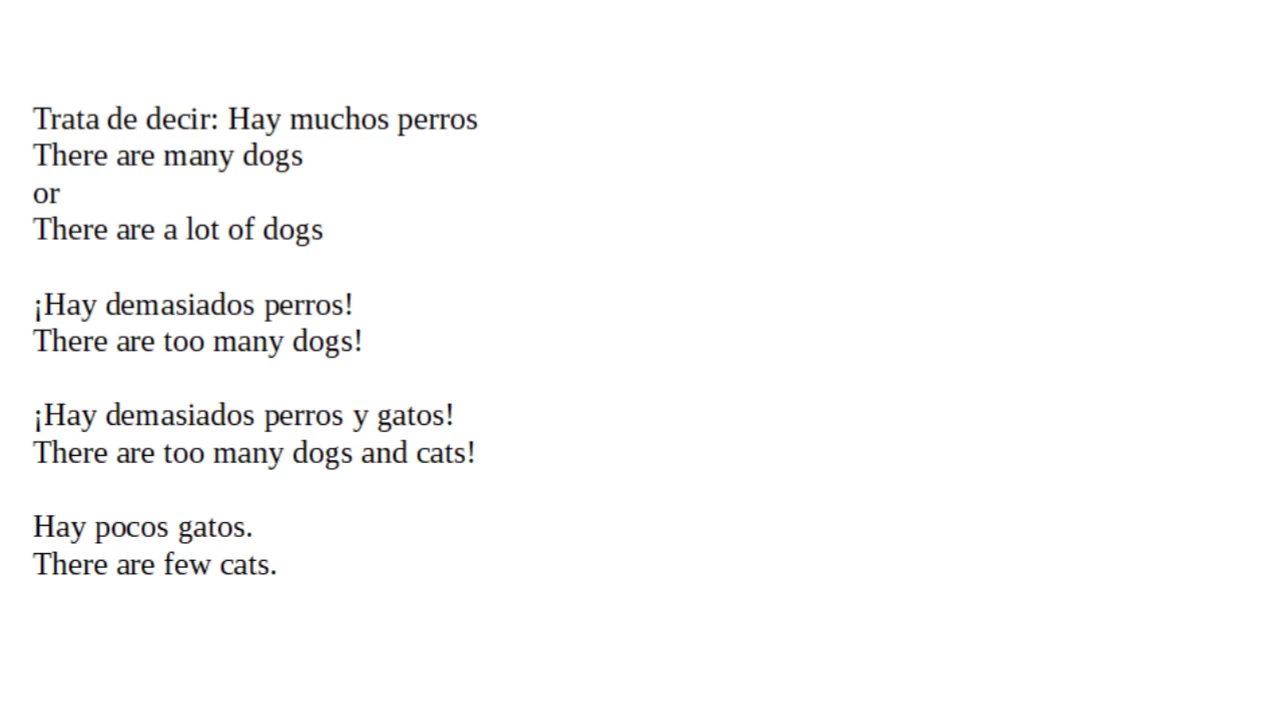 Trata de decir: Hay muchos perros
There are many dogs
or
There are a lot of dogs
¡Hay demasiados perros!
There are too many dogs!
¡Hay demasiados perros y gatos!
There are too many dogs and cats!
Hay pocos gatos.
There are few cats.